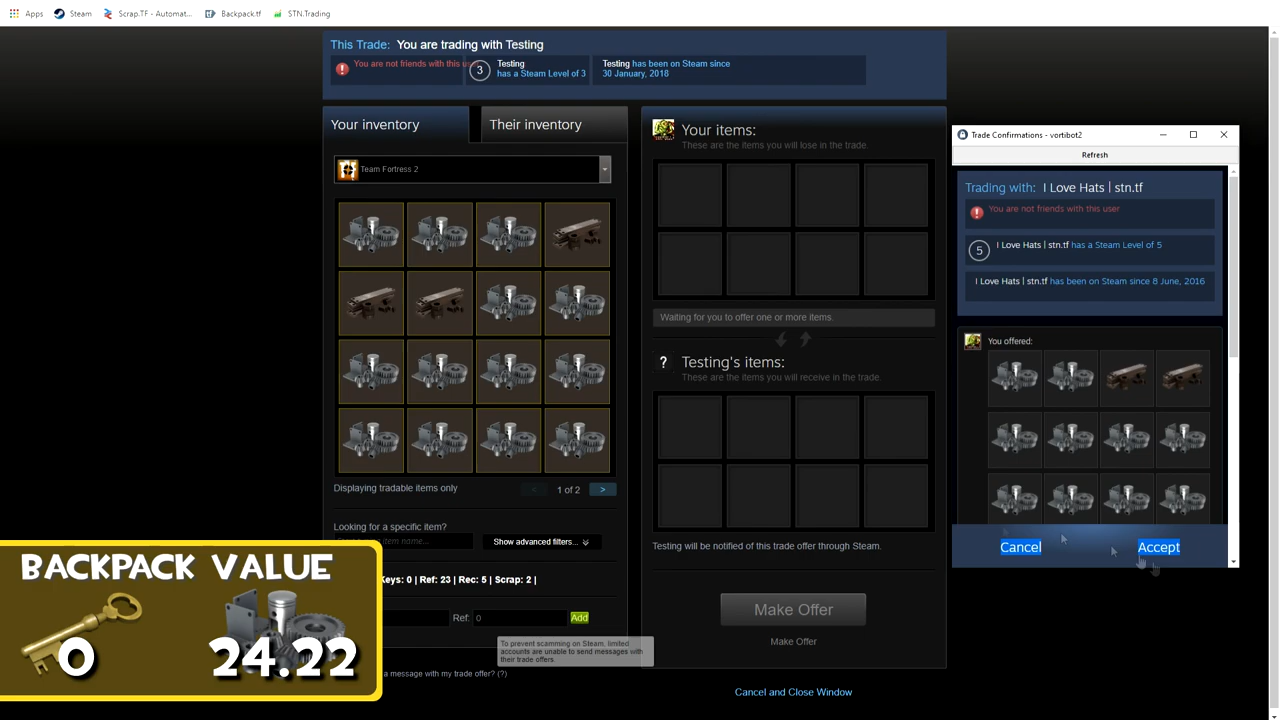 Apps Steam Scrap.TF - Automat... Backpack.tf STN.Trading
This Trade: You are trading with Testing
You are not friends with this us
3
Testing
has a Steam Level of 3
Testing has been on Steam since
30 January, 2018
Your inventory
Their inventory
Team Fortress 2
Displaying tradable items only
< 1 of 2 >
Looking for a specific item?
Show advanced filters...
Keys: 0 | Ref: 23 | Rec: 5 | Scrap: 2 |
Ref: 0 Add
To prevent scamming on Steam, limited
accounts are unable to send messages with
their trade offers.
a message with my trade offer? (?)
Your items:
These are the items you will lose in the trade.
Waiting for you to offer one or more items.
?
Testing's items:
These are the items you will receive in the trade.
Testing will be notified of this trade offer through Steam.
Make Offer
Make Offer
Cancel and Close Window
Trade Confirmations - vortibot2
Refresh
Trading with: I Love Hats | stn.tf
You are not friends with this user
5
I Love Hats | stn.tf has a Steam Level of 5
I Love Hats | stn.tf has been on Steam since 8 June, 2016
You offered:
Cancel Accept
BACKPACK VALUE
0 24.22